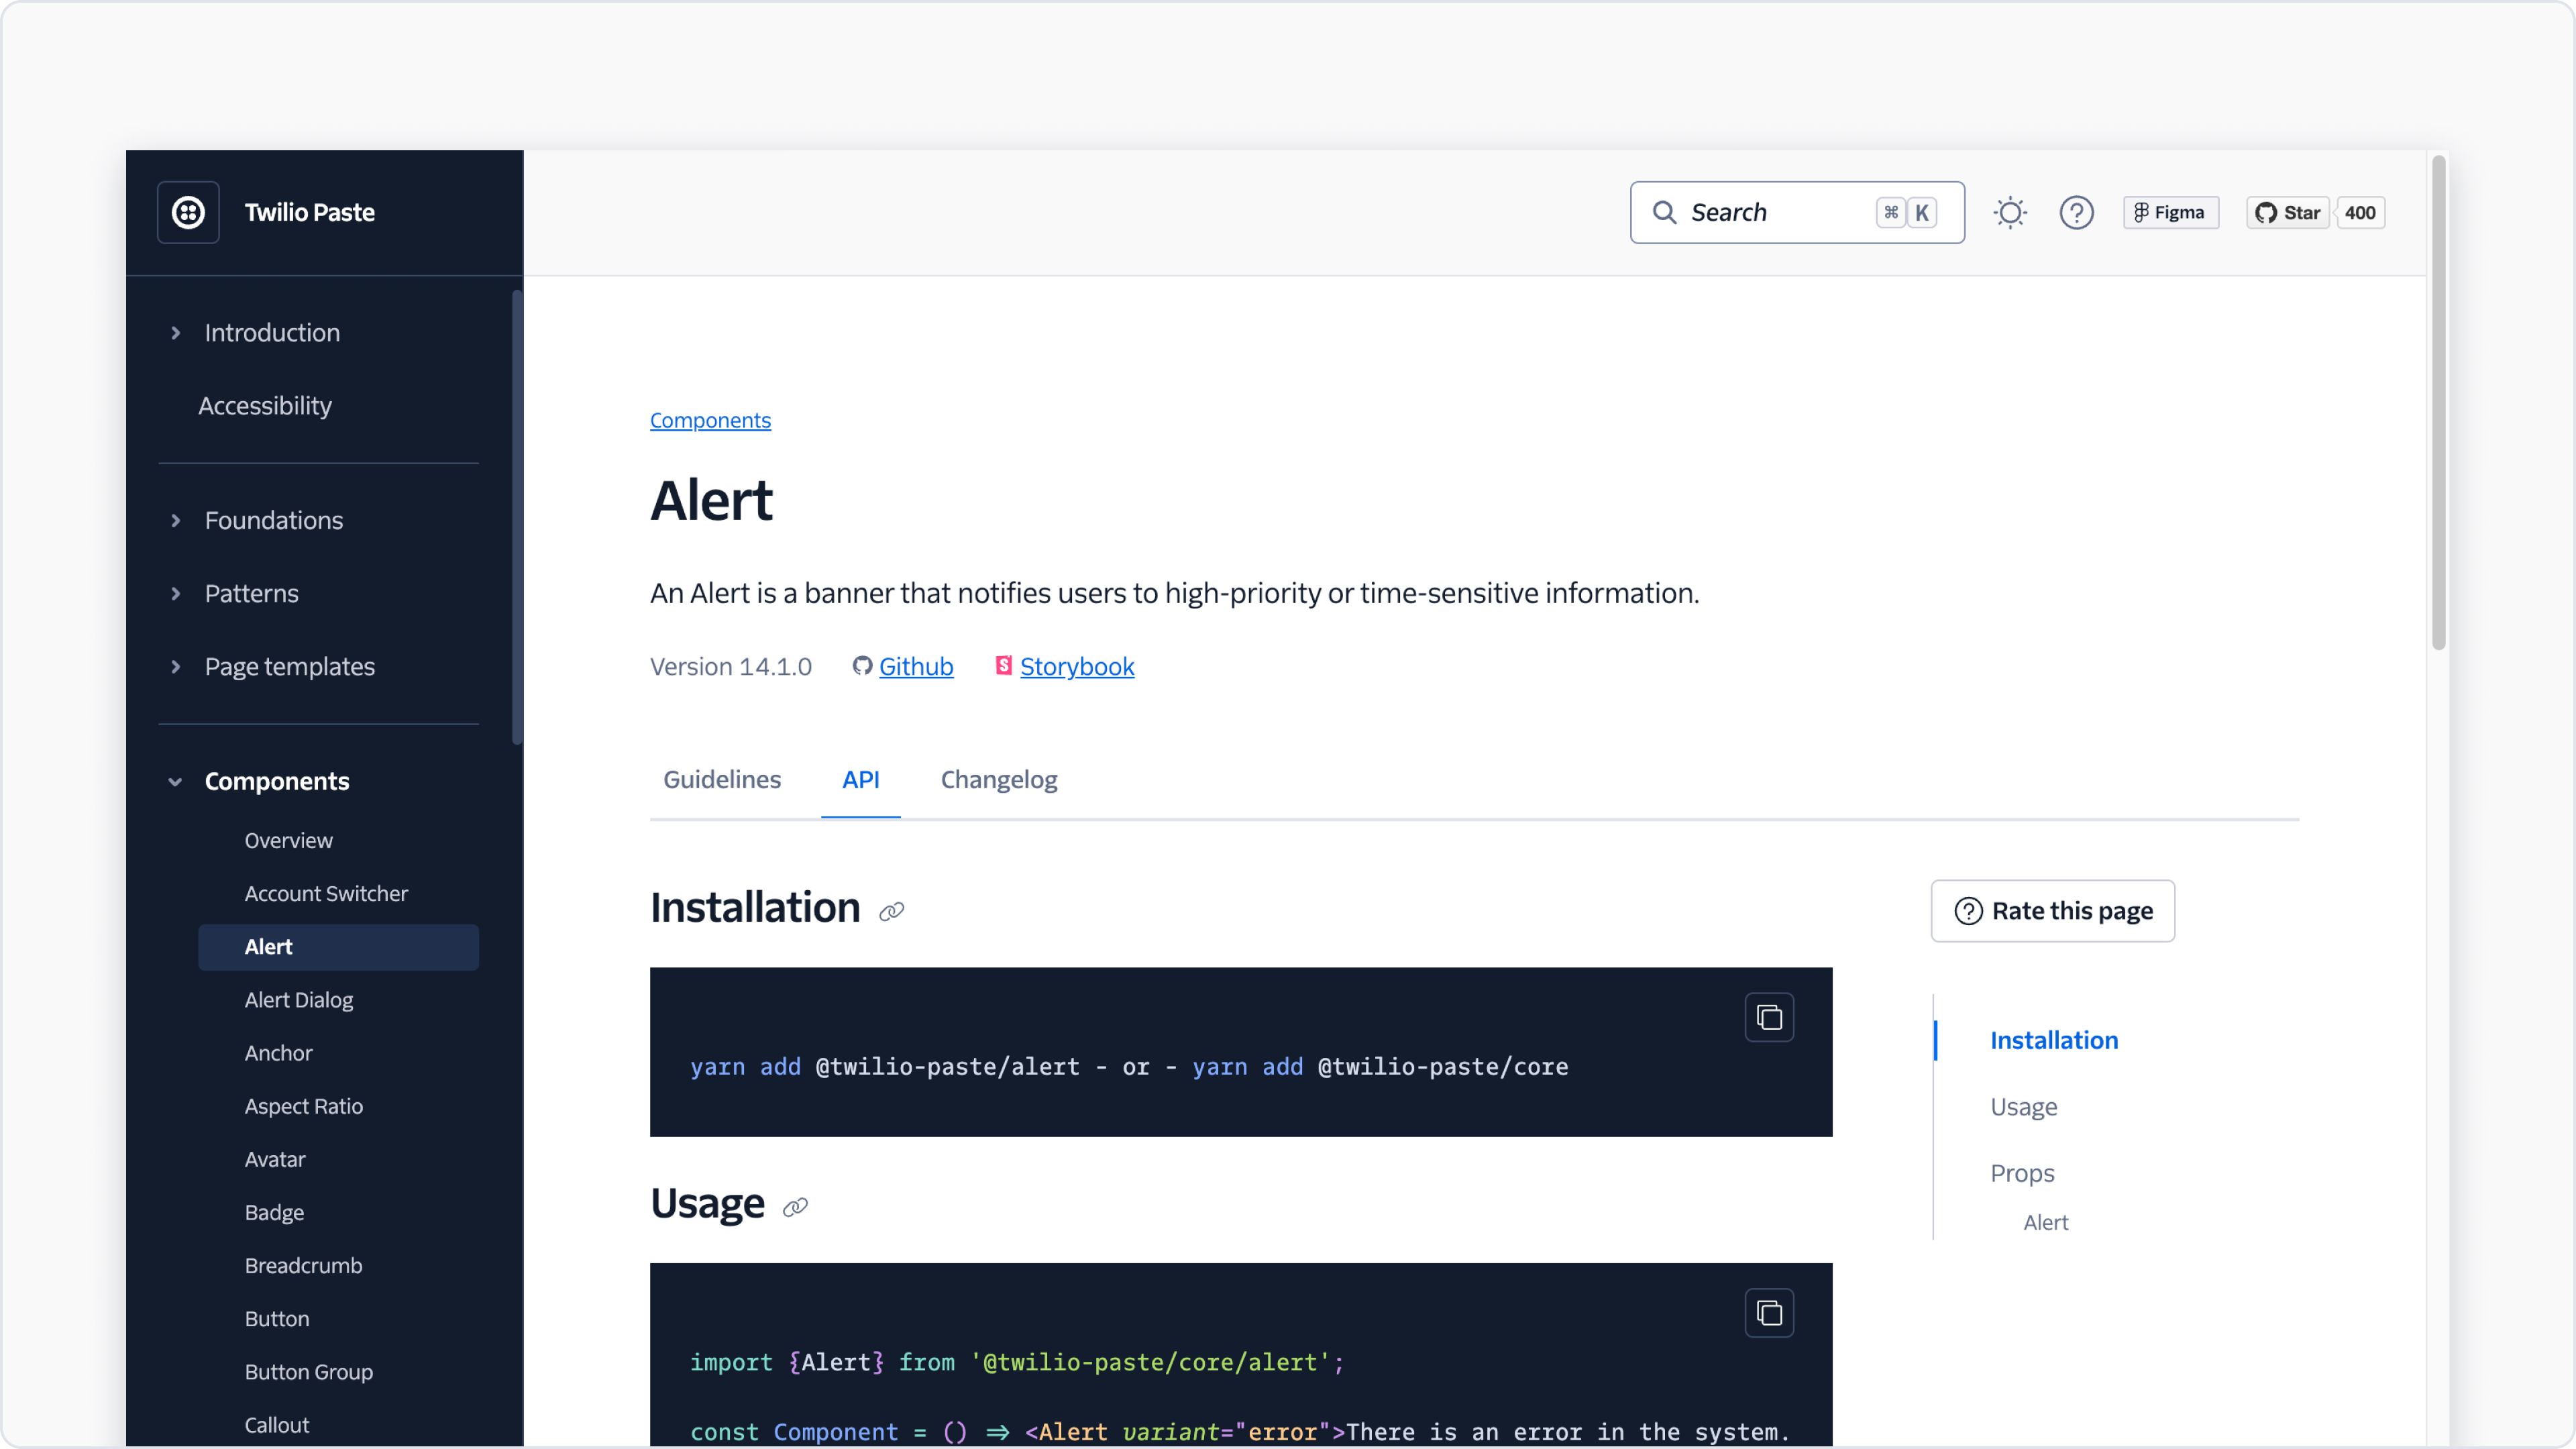 Twilio Paste
Search ⌘ K
Figma
Star 400
Introduction
Accessibility
Foundations
Patterns
Page templates
Components
Overview
Account Switcher
Alert
Alert Dialog
Anchor
Aspect Ratio
Avatar
Badge
Breadcrumb
Button
Button Group
Callout
Components
Alert
An Alert is a banner that notifies users to high-priority or time-sensitive information.
Version 14.1.0 Github Storybook
Guidelines API Changelog
Installation
yarn add @twilio-paste/alert - or - yarn add @twilio-paste/core
Usage
import {Alert} from '@twilio-paste/core/alert';
const Component = () => <Alert variant="error">There is an error in the system.
Rate this page
Installation
Usage
Props
Alert